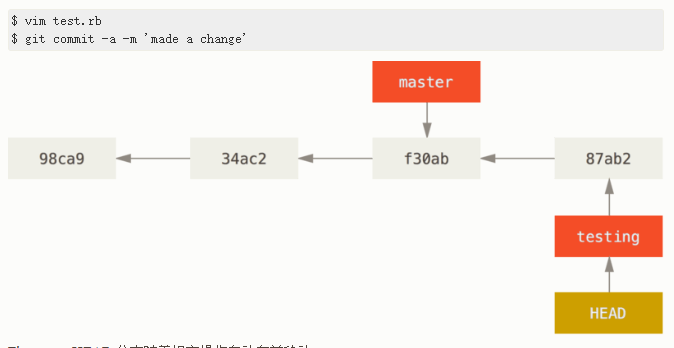 $ vim test.rb
$ git commit -a -m 'made a change'
master
98ca9
34ac2
f30ab
87ab2
testing
HEAD